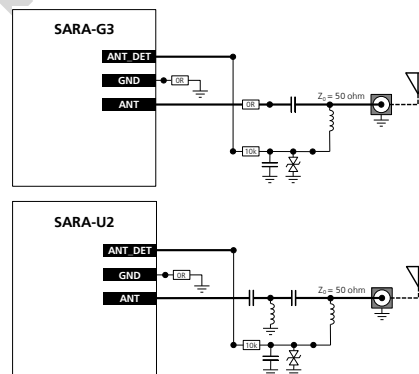 SARA-G3
ANT_DET
GND
0R
ANT
0R
Z₀ = 50 ohm
10k
SARA-U2
ANT_DET
GND
0R
ANT
Z₀ = 50 ohm
10k